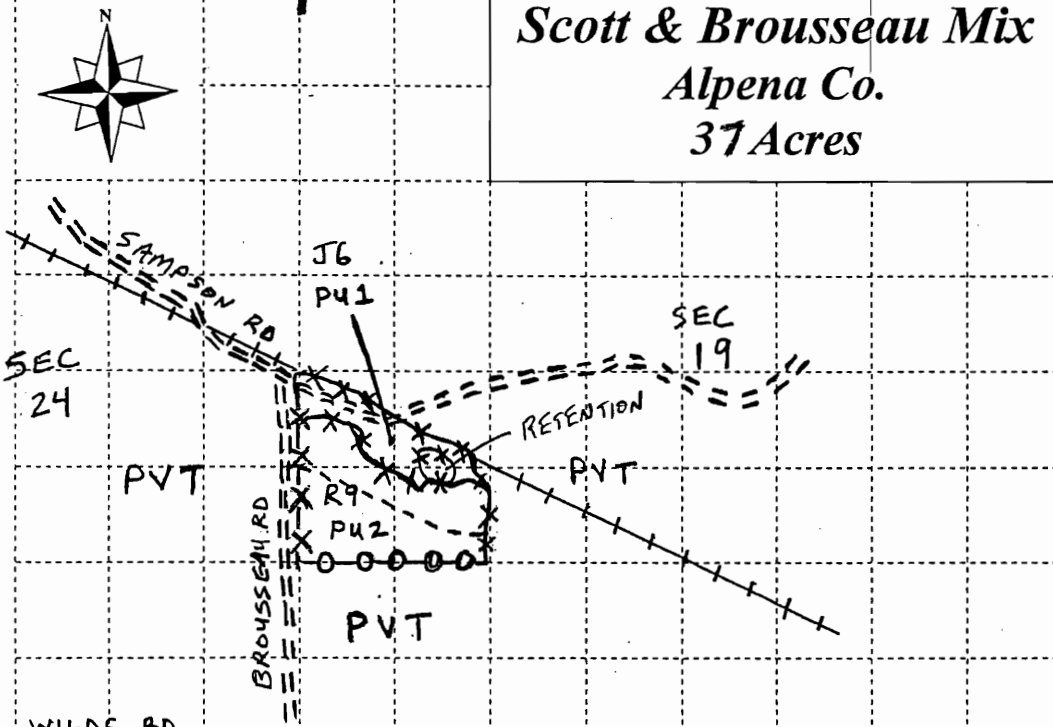 N
Scott & Brousseau Mix
Alpena Co.
37 Acres
SAMPSON RD
J6
PU1
SEC
19
SEC
24
RETENTION
PVT
PVT
R9
PU2
BROUSSEAU RD
PVT